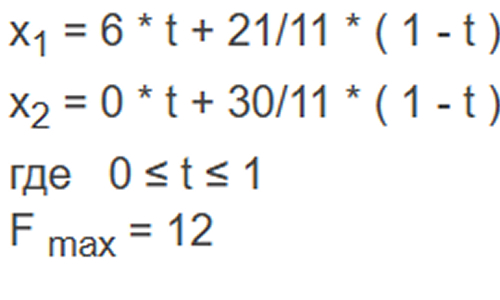 x1 = 6 * t + 21/11 * ( 1 - t )
x2 = 0 * t + 30/11 * ( 1 - t )
где 0 ≤ t ≤ 1
F max = 12